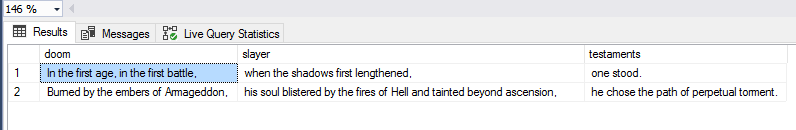 146 %
Results Messages Live Query Statistics
doom slayer testaments
1 In the first age, in the first battle, when the shadows first lengthened, one stood.
2 Burned by the embers of Armageddon, his soul blistered by the fires of Hell and tainted beyond ascension, he chose the path of perpetual torment.